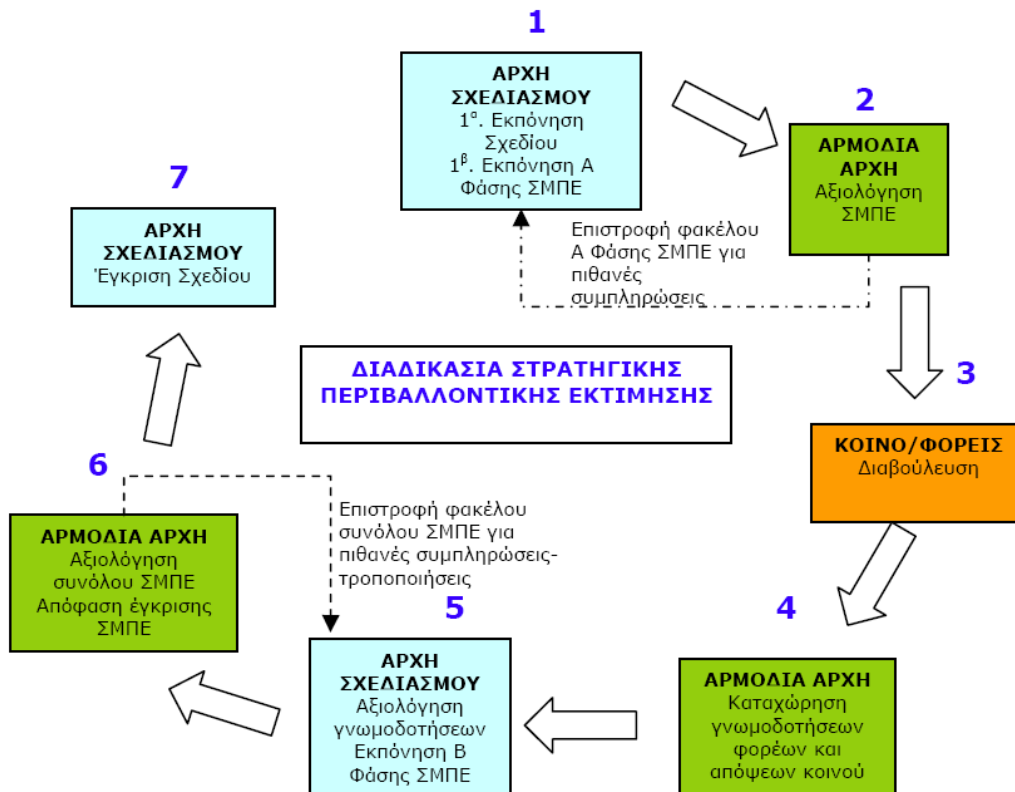 1
ΑΡΧΗ
ΣΧΕΔΙΑΣΜΟΥ
1α. Εκπόνηση
Σχεδίου
1β. Εκπόνηση Α
Φάσης ΣΜΠΕ
2
ΑΡΜΟΔΙΑ
ΑΡΧΗ
Αξιολόγηση
ΣΜΠΕ
Επιστροφή φακέλου
Α Φάσης ΣΜΠΕ για
πιθανές
συμπληρώσεις
7
ΑΡΧΗ
ΣΧΕΔΙΑΣΜΟΥ
Έγκριση Σχεδίου
ΔΙΑΔΙΚΑΣΙΑ ΣΤΡΑΤΗΓΙΚΗΣ
ΠΕΡΙΒΑΛΛΟΝΤΙΚΗΣ ΕΚΤΙΜΗΣΗΣ
3
ΚΟΙΝΟ/ΦΟΡΕΙΣ
Διαβούλευση
6
ΑΡΜΟΔΙΑ ΑΡΧΗ
Αξιολόγηση
συνόλου ΣΜΠΕ
Απόφαση έγκρισης
ΣΜΠΕ
Επιστροφή φακέλου
συνόλου ΣΜΠΕ για
πιθανές συμπληρώσεις-
τροποποιήσεις
5
ΑΡΧΗ
ΣΧΕΔΙΑΣΜΟΥ
Αξιολόγηση
γνωμοδοτήσεων
Εκπόνηση Β
Φάσης ΣΜΠΕ
4
ΑΡΜΟΔΙΑ ΑΡΧΗ
Καταχώρηση
γνωμοδοτήσεων
φορέων και
απόψεων κοινού